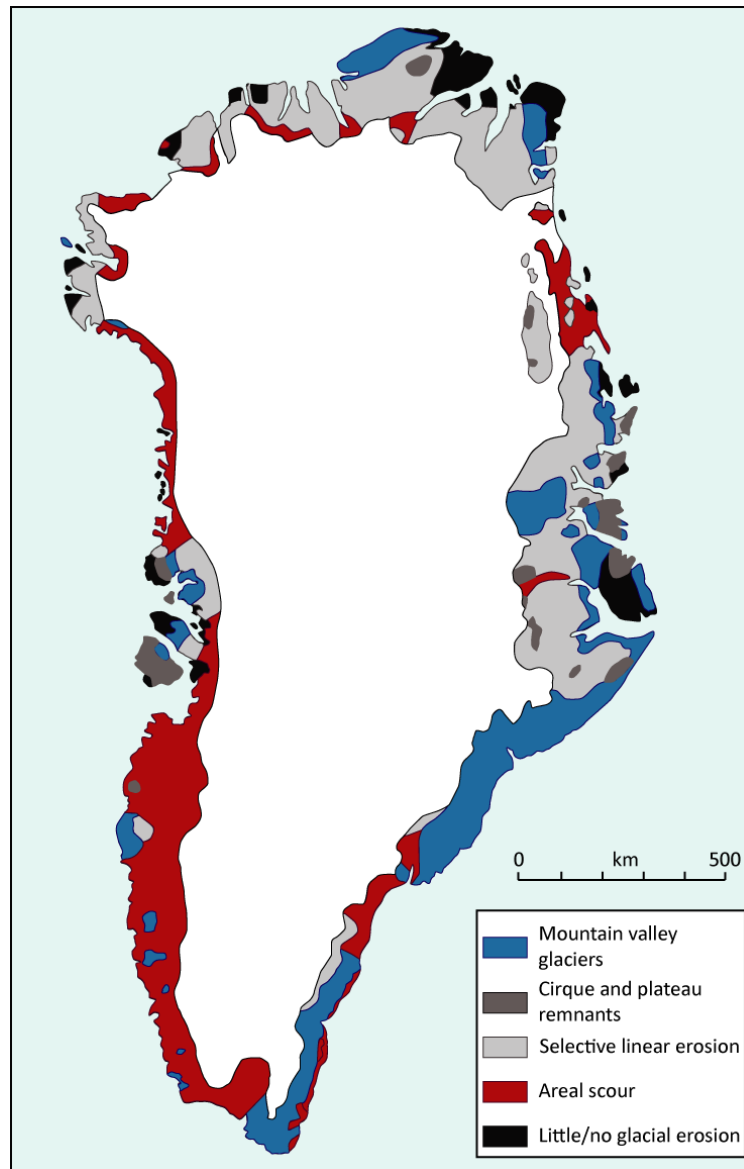 0 km 500
Mountain valley
glaciers
Cirque and plateau
remnants
Selective linear erosion
Areal scour
Little/no glacial erosion